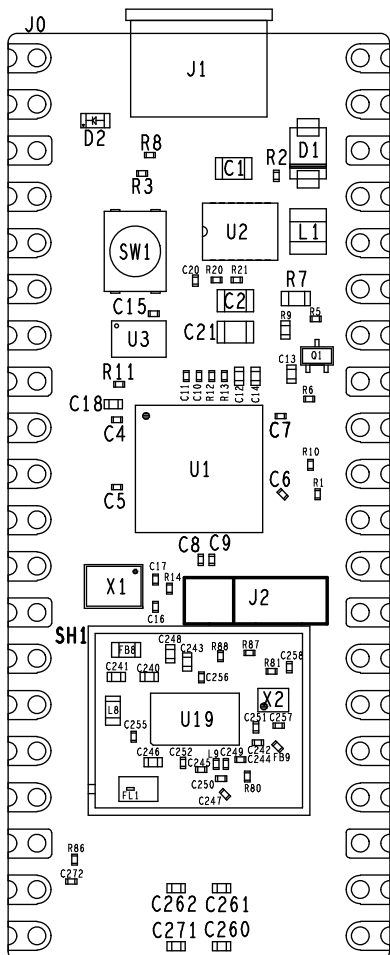 J0
J1
D2
R8
R3
C1
R2
D1
SW1
U2
L1
C20
R20
R21
C15
C2
R7
R5
U3
C21
R9
Q1
R11
C11
C10
R12
R13
C12
C14
C13
C18
R6
C4
U1
C7
C5
C6
R10
R1
C8
C9
X1
C17
R14
C16
J2
SH1
FB8
C248
C243
R88
R87
C258
C241
C240
R81
C256
L8
U19
X2
C255
C251
C257
C246
C252
C245
L9
C249
C242
C244
FB9
FL1
C250
C247
R80
R86
C272
C262
C261
C271
C260